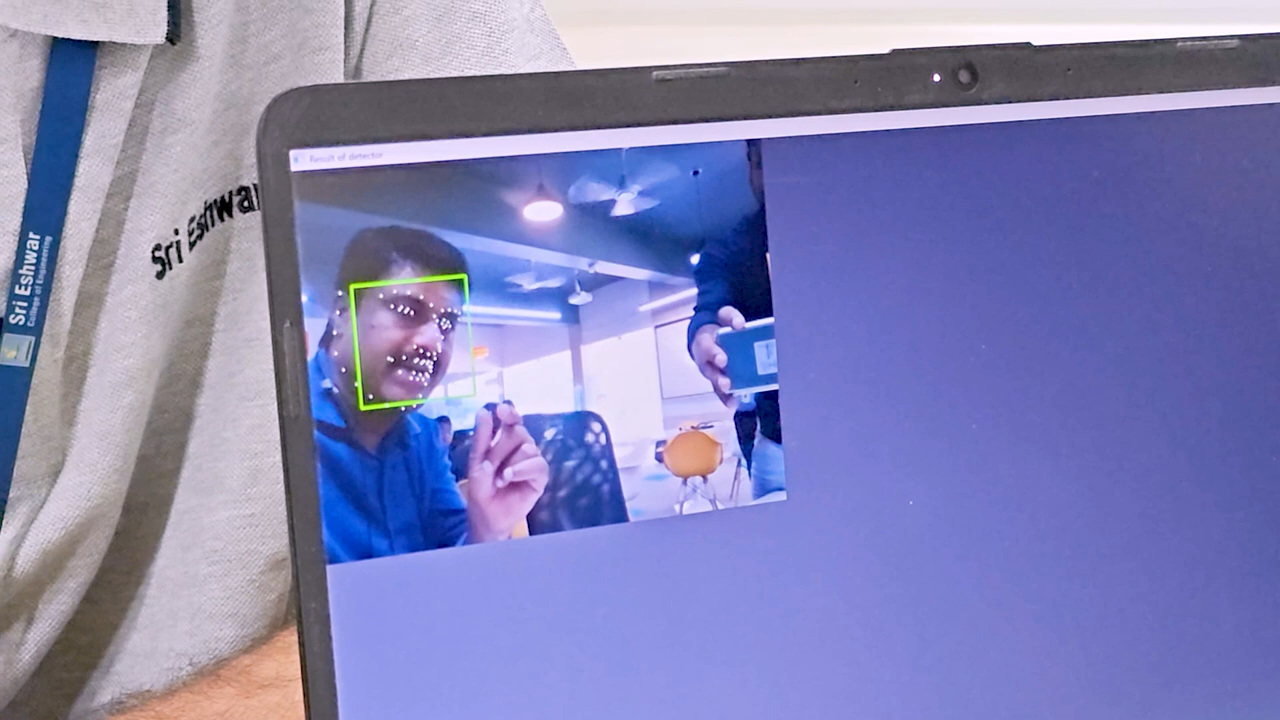 Result of detector
Sri Eshwar
Sri Eshwar
College of Engineering